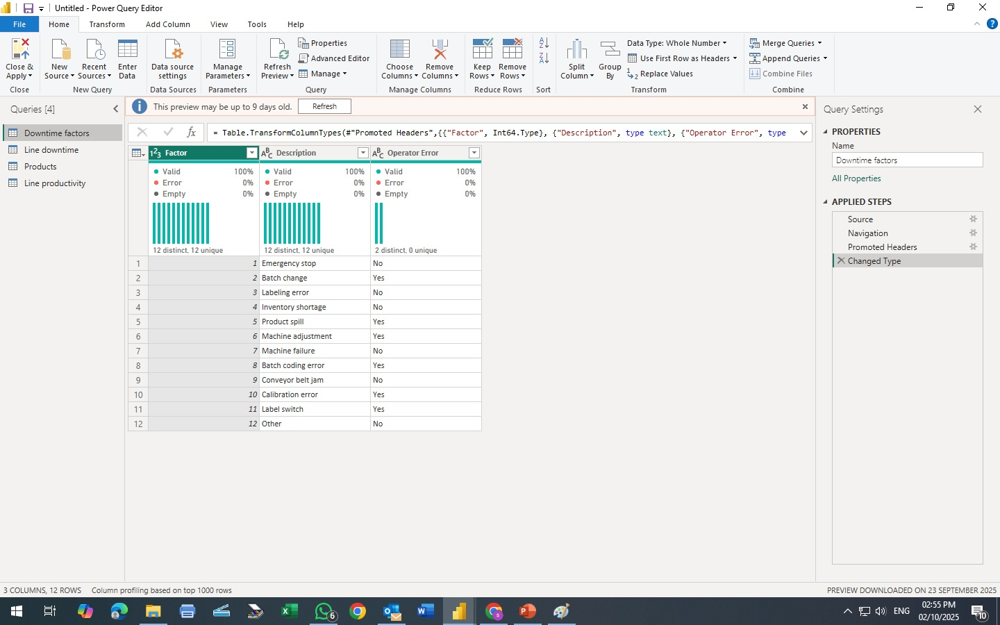 Untitled - Power Query Editor
File Home Transform Add Column View Tools Help
Close & Apply
New Source
Recent Sources
Enter Data
Data source settings
Manage Parameters
Refresh Preview
Properties
Advanced Editor
Manage
Choose Columns
Remove Columns
Keep Rows
Remove Rows
Split Column
Group By
Data Type: Whole Number
Use First Row as Headers
Replace Values
Merge Queries
Append Queries
Combine Files
Close New Query Data Sources Parameters Query Manage Columns Reduce Rows Sort Transform Combine
Queries [4]
Downtime factors
Line downtime
Products
Line productivity
This preview may be up to 9 days old. Refresh
fx = Table.TransformColumnTypes(#"Promoted Headers",{{"Factor", Int64.Type}, {"Description", type text}, {"Operator Error", type
123 Factor ABC Description ABC Operator Error
Valid 100% Valid 100% Valid 100%
Error 0% Error 0% Error 0%
Empty 0% Empty 0% Empty 0%
12 distinct, 12 unique 12 distinct, 12 unique 2 distinct, 0 unique
1 1 Emergency stop No
2 2 Batch change Yes
3 3 Labeling error No
4 4 Inventory shortage No
5 5 Product spill Yes
6 6 Machine adjustment Yes
7 7 Machine failure No
8 8 Batch coding error Yes
9 9 Conveyor belt jam No
10 10 Calibration error Yes
11 11 Label switch Yes
12 12 Other No
Query Settings
PROPERTIES
Name
Downtime factors
All Properties
APPLIED STEPS
Source
Navigation
Promoted Headers
Changed Type
3 COLUMNS, 12 ROWS Column profiling based on top 1000 rows
PREVIEW DOWNLOADED ON 23 SEPTEMBER 2025
6
ENG
02:55 PM
02/10/2025
10